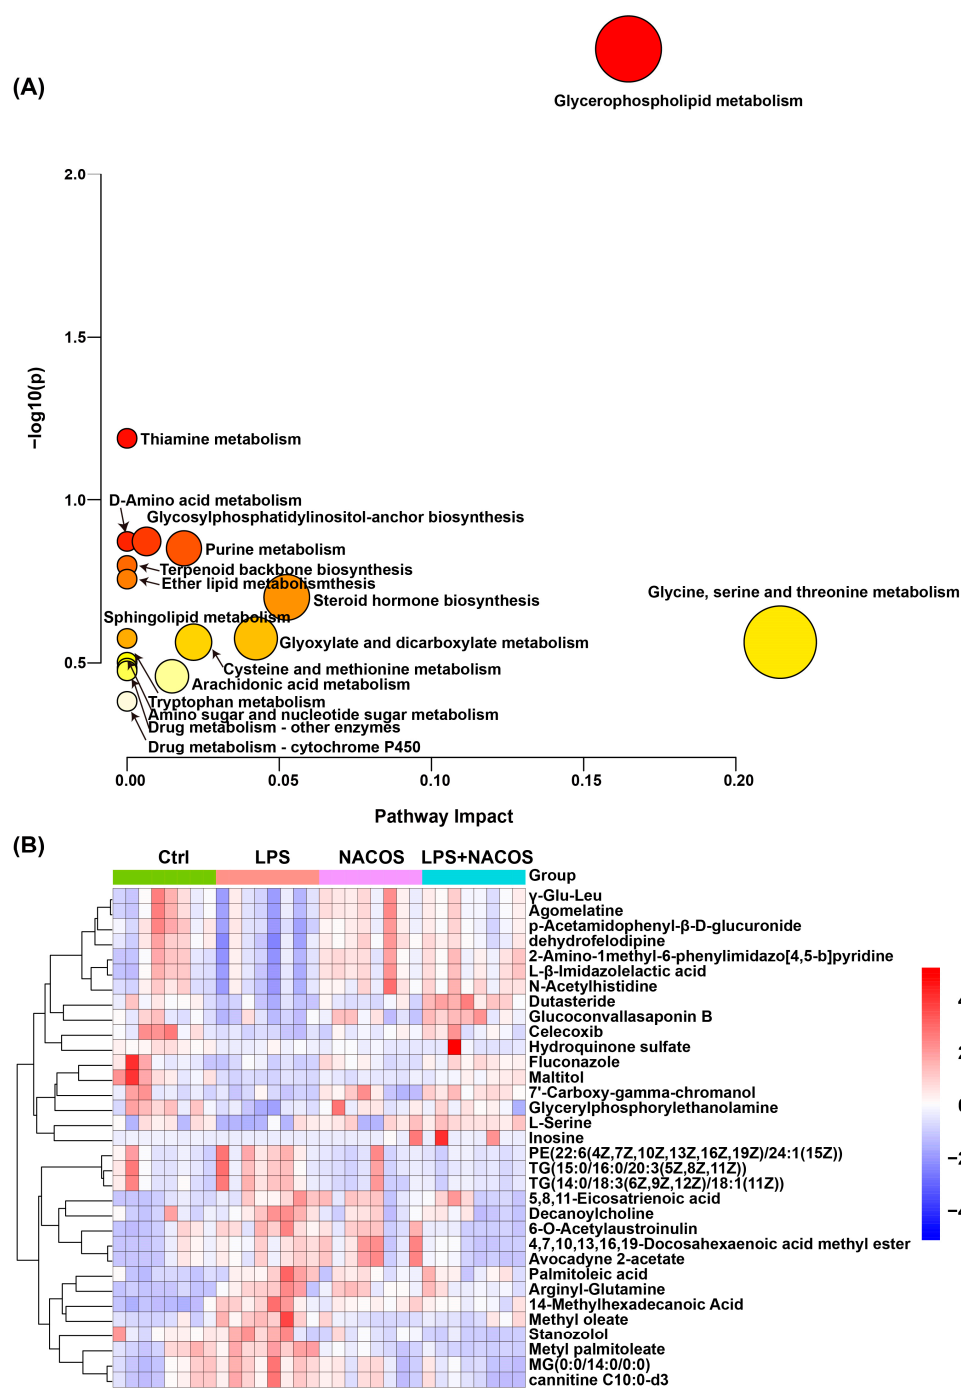 (A)
Glycerophospholipid metabolism
2.0
1.5
−log10(p)
Thiamine metabolism
1.0
D-Amino acid metabolism
Glycosylphosphatidylinositol-anchor biosynthesis
Purine metabolism
Terpenoid backbone biosynthesis
Ether lipid metabolismthesis
Glycine, serine and threonine metabolism
Steroid hormone biosynthesis
Sphingolipid metabolism
Glyoxylate and dicarboxylate metabolism
0.5
Cysteine and methionine metabolism
Arachidonic acid metabolism
Tryptophan metabolism
Amino sugar and nucleotide sugar metabolism
Drug metabolism - other enzymes
Drug metabolism - cytochrome P450
0.00 0.05 0.10 0.15 0.20
Pathway Impact
(B)
Ctrl LPS NACOS LPS+NACOS
Group
γ-Glu-Leu
Agomelatine
p-Acetamidophenyl-β-D-glucuronide
dehydrofelodipine
2-Amino-1methyl-6-phenylimidazo[4,5-b]pyridine
L-β-Imidazolelactic acid
N-Acetylhistidine
Dutasteride
Glucoconvallasaponin B
Celecoxib
Hydroquinone sulfate
Fluconazole
Maltitol
7'-Carboxy-gamma-chromanol
Glycerylphosphorylethanolamine
L-Serine
Inosine
PE(22:6(4Z,7Z,10Z,13Z,16Z,19Z)/24:1(15Z))
TG(15:0/16:0/20:3(5Z,8Z,11Z))
TG(14:0/18:3(6Z,9Z,12Z)/18:1(11Z))
5,8,11-Eicosatrienoic acid
Decanoylcholine
6-O-Acetylaustroinulin
4,7,10,13,16,19-Docosahexaenoic acid methyl ester
Avocadyne 2-acetate
Palmitoleic acid
Arginyl-Glutamine
14-Methylhexadecanoic Acid
Methyl oleate
Stanozolol
Metyl palmitoleate
MG(0:0/14:0/0:0)
cannitine C10:0-d3